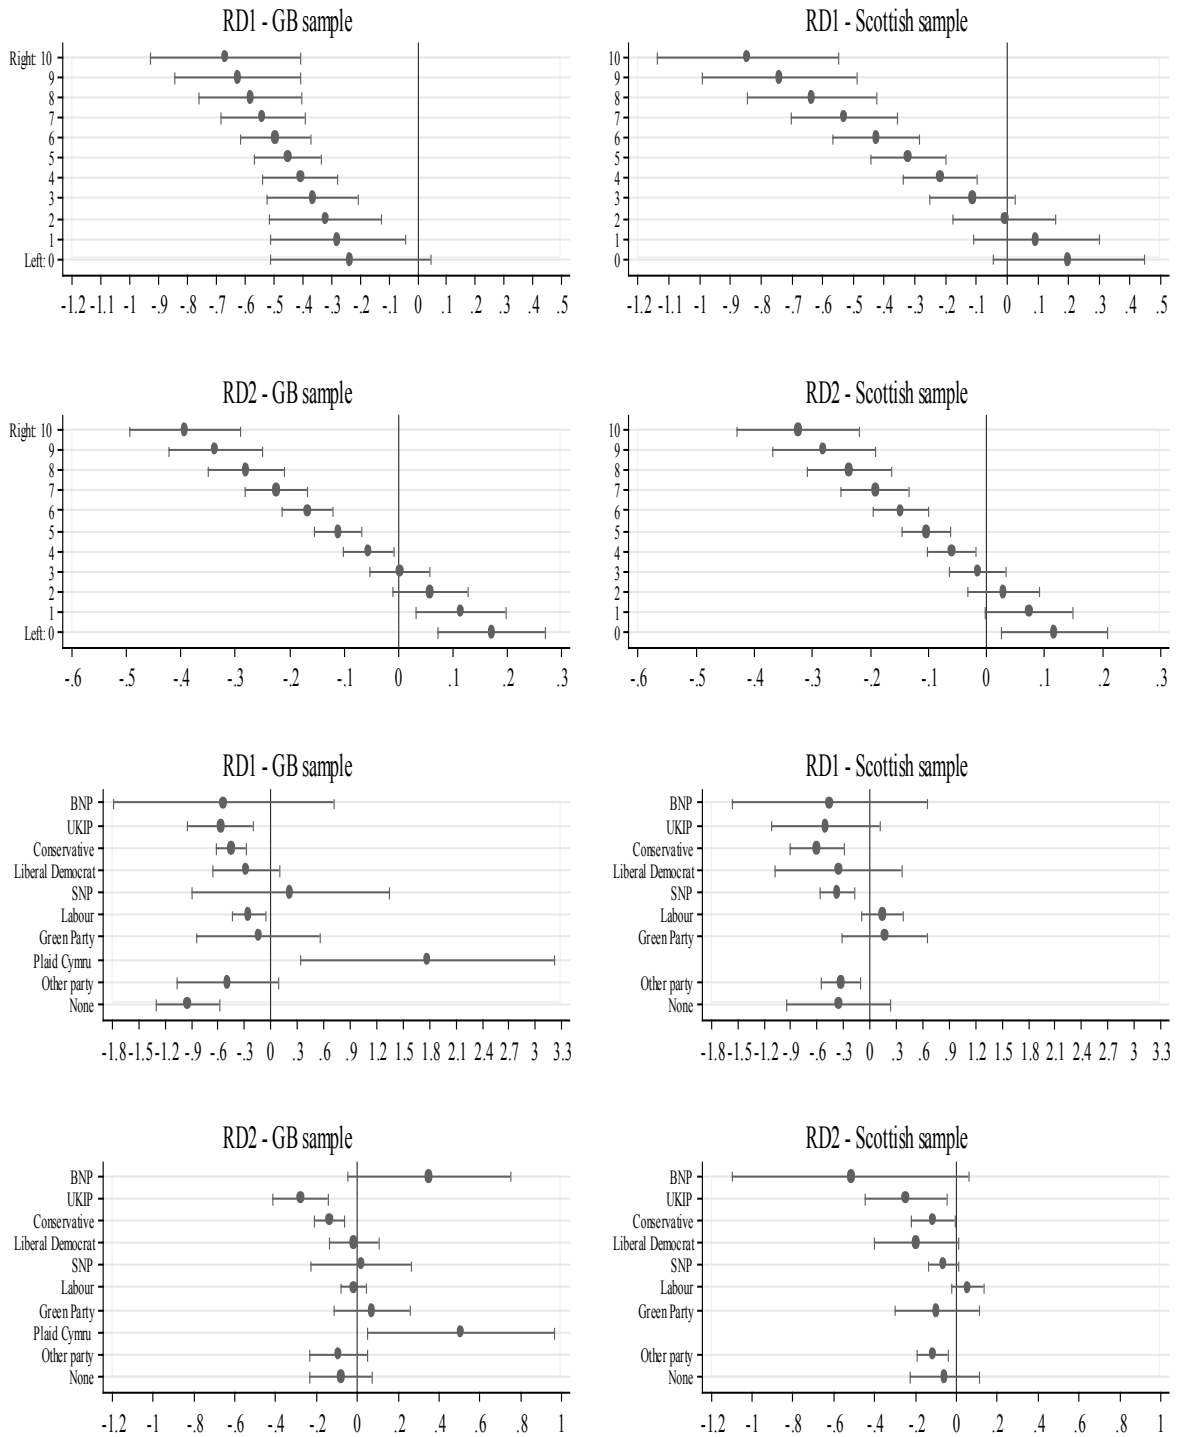 RD1 - GB sample
Right: 10
9
8
7
6
5
4
3
2
1
Left: 0
-1.2 -1.1 -1 -.9 -.8 -.7 -.6 -.5 -.4 -.3 -.2 -.1 0 .1 .2 .3 .4 .5
RD1 - Scottish sample
10
9
8
7
6
5
4
3
2
1
0
-1.2 -1.1 -1 -.9 -.8 -.7 -.6 -.5 -.4 -.3 -.2 -.1 0 .1 .2 .3 .4 .5
RD2 - GB sample
Right: 10
9
8
7
6
5
4
3
2
1
Left: 0
-.6 -.5 -.4 -.3 -.2 -.1 0 .1 .2 .3
RD2 - Scottish sample
10
9
8
7
6
5
4
3
2
1
0
-.6 -.5 -.4 -.3 -.2 -.1 0 .1 .2 .3
RD1 - GB sample
BNP
UKIP
Conservative
Liberal Democrat
SNP
Labour
Green Party
Plaid Cymru
Other party
None
-1.8 -1.5 -1.2 -.9 -.6 -.3 0 .3 .6 .9 1.2 1.5 1.8 2.1 2.4 2.7 3 3.3
RD1 - Scottish sample
BNP
UKIP
Conservative
Liberal Democrat
SNP
Labour
Green Party
Other party
None
-1.8 -1.5 -1.2 -.9 -.6 -.3 0 .3 .6 .9 1.2 1.5 1.8 2.1 2.4 2.7 3 3.3
RD2 - GB sample
BNP
UKIP
Conservative
Liberal Democrat
SNP
Labour
Green Party
Plaid Cymru
Other party
None
-1.2 -1 -.8 -.6 -.4 -.2 0 .2 .4 .6 .8 1
RD2 - Scottish sample
BNP
UKIP
Conservative
Liberal Democrat
SNP
Labour
Green Party
Other party
None
-1.2 -1 -.8 -.6 -.4 -.2 0 .2 .4 .6 .8 1